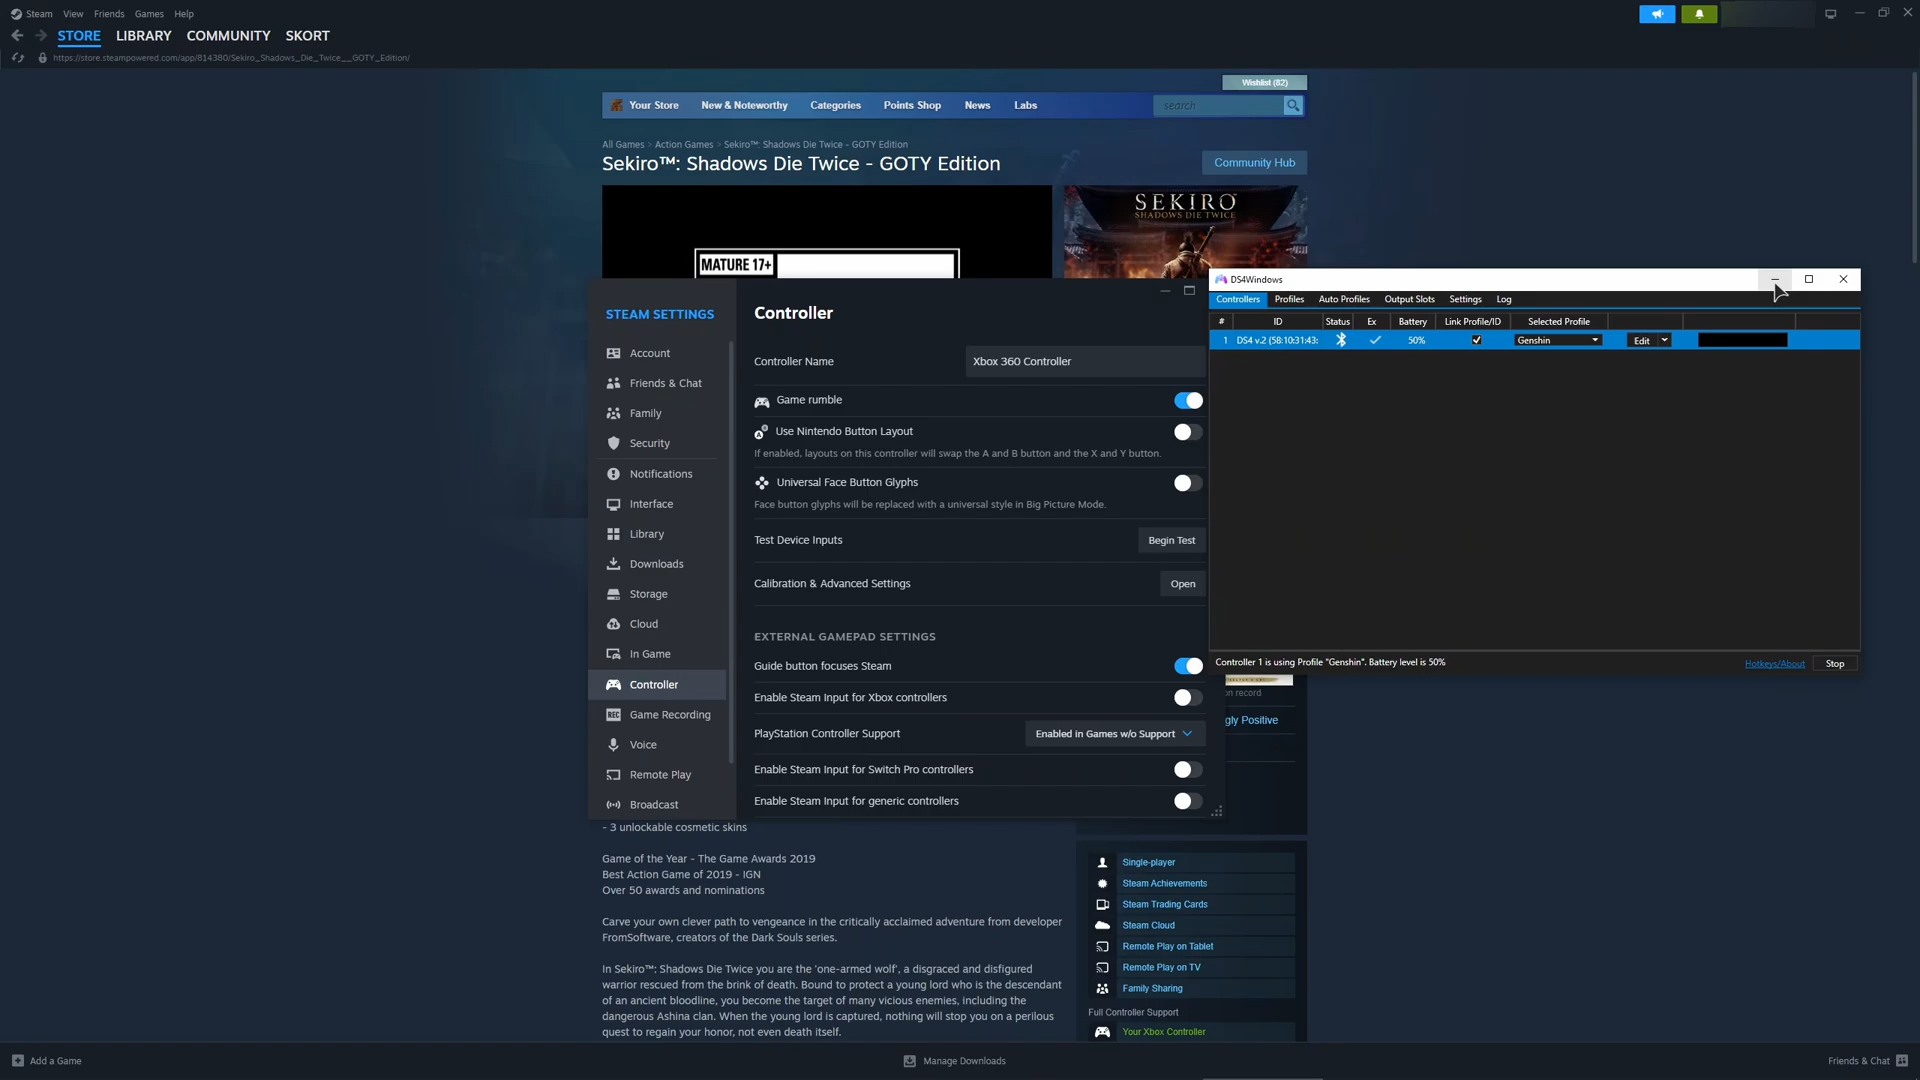 Steam View Friends Games Help
STORE LIBRARY COMMUNITY SKORT
https://store.steampowered.com/app/814380/Sekiro_Shadows_Die_Twice__GOTY_Edition/
Wishlist (82)
Your Store New & Noteworthy Categories Points Shop News Labs search
All Games > Action Games > Sekiro™: Shadows Die Twice - GOTY Edition
Sekiro™: Shadows Die Twice - GOTY Edition
Community Hub
MATURE 17+
SEKIRO
SHADOWS DIE TWICE
STEAM SETTINGS
Account
Friends & Chat
Family
Security
Notifications
Interface
Library
Downloads
Storage
Cloud
In Game
Controller
REC Game Recording
Voice
Remote Play
Broadcast
Controller
Controller Name Xbox 360 Controller
Game rumble
Use Nintendo Button Layout
If enabled, layouts on this controller will swap the A and B button and the X and Y button.
Universal Face Button Glyphs
Face button glyphs will be replaced with a universal style in Big Picture Mode.
Test Device Inputs Begin Test
Calibration & Advanced Settings Open
EXTERNAL GAMEPAD SETTINGS
Guide button focuses Steam
Enable Steam Input for Xbox controllers
PlayStation Controller Support Enabled in Games w/o Support
Enable Steam Input for Switch Pro controllers
Enable Steam Input for generic controllers
DS4Windows
Controllers Profiles Auto Profiles Output Slots Settings Log
# ID Status Ex Battery Link Profile/ID Selected Profile
1 DS4 v.2 (58:10:31:43: 50% Genshin Edit
Controller 1 is using Profile "Genshin". Battery level is 50%
Hotkeys/About Stop
on record
gly Positive
- 3 unlockable cosmetic skins
Game of the Year - The Game Awards 2019
Best Action Game of 2019 - IGN
Over 50 awards and nominations
Carve your own clever path to vengeance in the critically acclaimed adventure from developer
FromSoftware, creators of the Dark Souls series.
In Sekiro™: Shadows Die Twice you are the 'one-armed wolf', a disgraced and disfigured
warrior rescued from the brink of death. Bound to protect a young lord who is the descendant
of an ancient bloodline, you become the target of many vicious enemies, including the
dangerous Ashina clan. When the young lord is captured, nothing will stop you on a perilous
quest to regain your honor, not even death itself.
Single-player
Steam Achievements
Steam Trading Cards
Steam Cloud
Remote Play on Tablet
Remote Play on TV
Family Sharing
Full Controller Support
Your Xbox Controller
Add a Game
Manage Downloads
Friends & Chat